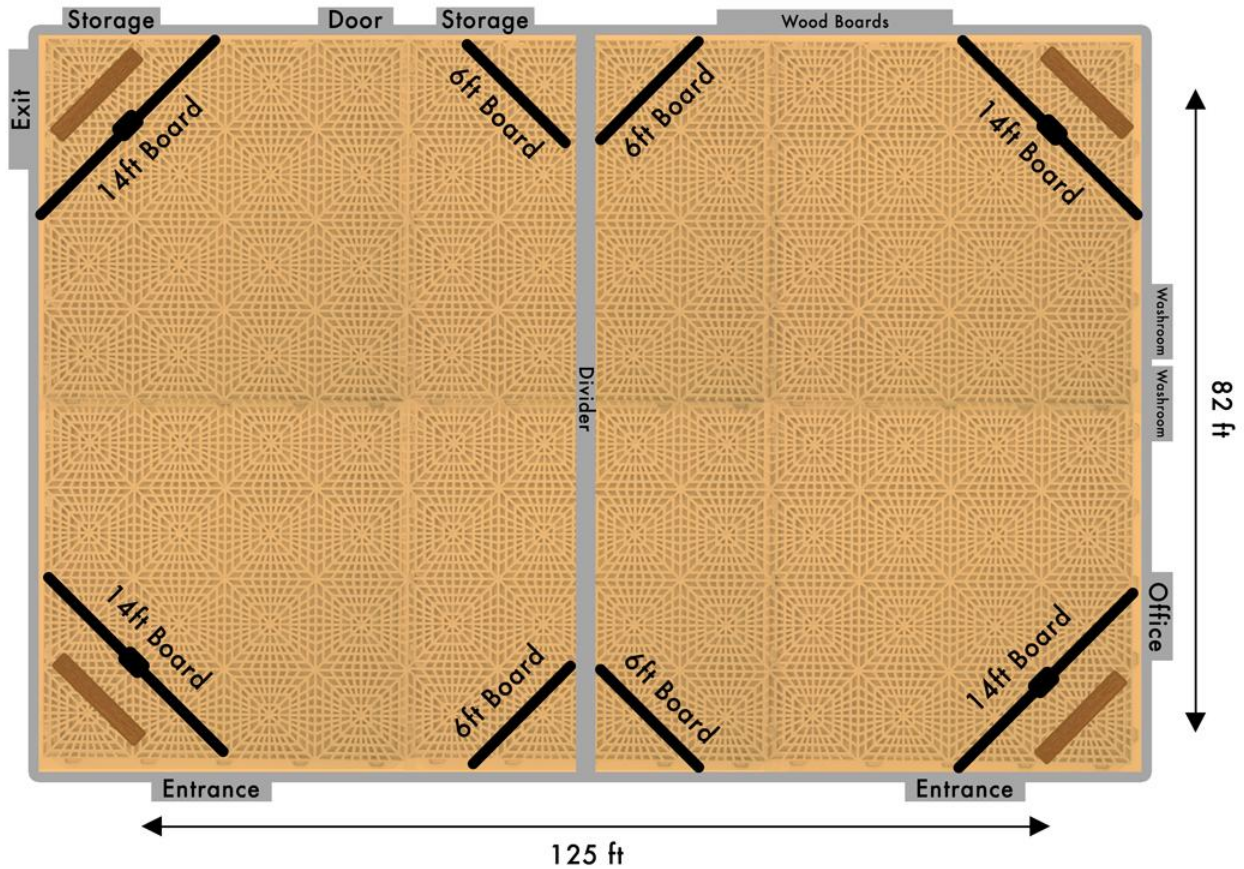 Storage
Door
Storage
Wood Boards
Exit
14ft Board
6ft Board
6ft Board
14ft Board
Washroom
Washroom
Divider
82 ft
14ft Board
6ft Board
6ft Board
14ft Board
Office
Entrance
Entrance
125 ft